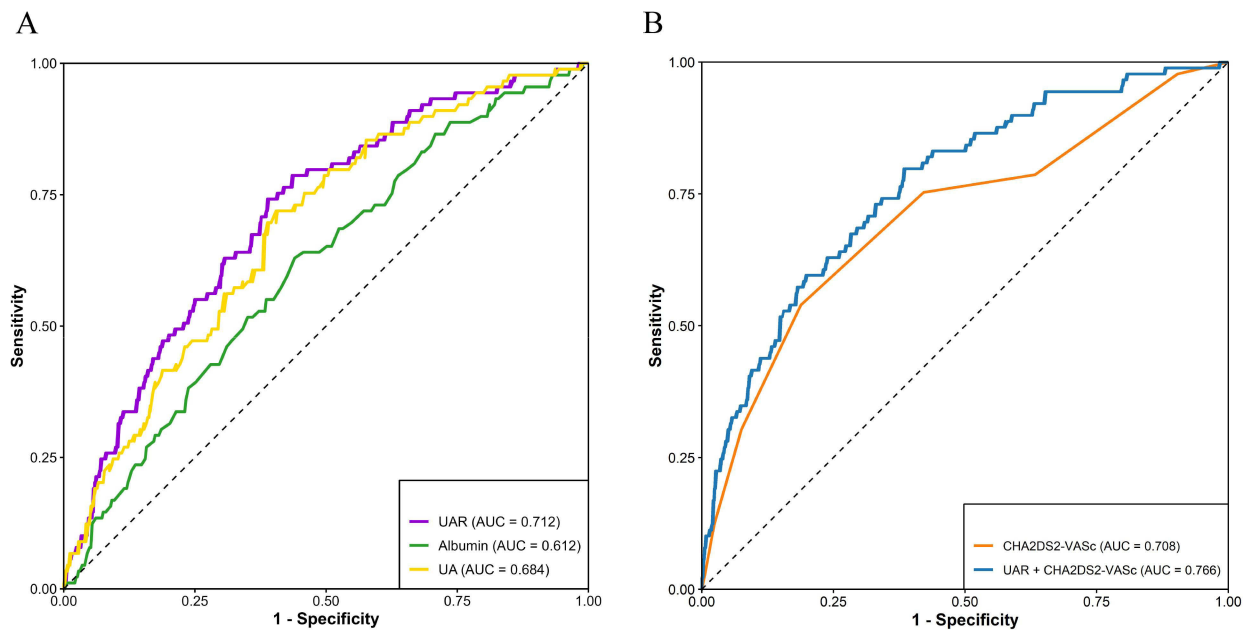 A
1.00
0.75
0.50
0.25
0.00
Sensitivity
UAR (AUC = 0.712)
Albumin (AUC = 0.612)
UA (AUC = 0.684)
0.00 0.25 0.50 0.75 1.00
1 - Specificity
B
1.00
0.75
0.50
0.25
0.00
Sensitivity
CHA2DS2-VASc (AUC = 0.708)
UAR + CHA2DS2-VASc (AUC = 0.766)
0.00 0.25 0.50 0.75 1.00
1 - Specificity